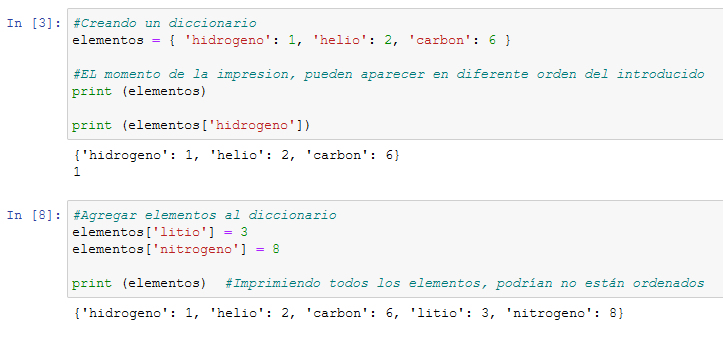 In [3]: #Creando un diccionario
elementos = { 'hidrogeno': 1, 'helio': 2, 'carbon': 6 }
#EL momento de la impresion, pueden aparecer en diferente orden del introducido
print (elementos)
print (elementos['hidrogeno'])
{'hidrogeno': 1, 'helio': 2, 'carbon': 6}
1
In [8]: #Agregar elementos al diccionario
elementos['litio'] = 3
elementos['nitrogeno'] = 8
print (elementos)  #Imprimiendo todos los elementos, podrían no están ordenados
{'hidrogeno': 1, 'helio': 2, 'carbon': 6, 'litio': 3, 'nitrogeno': 8}